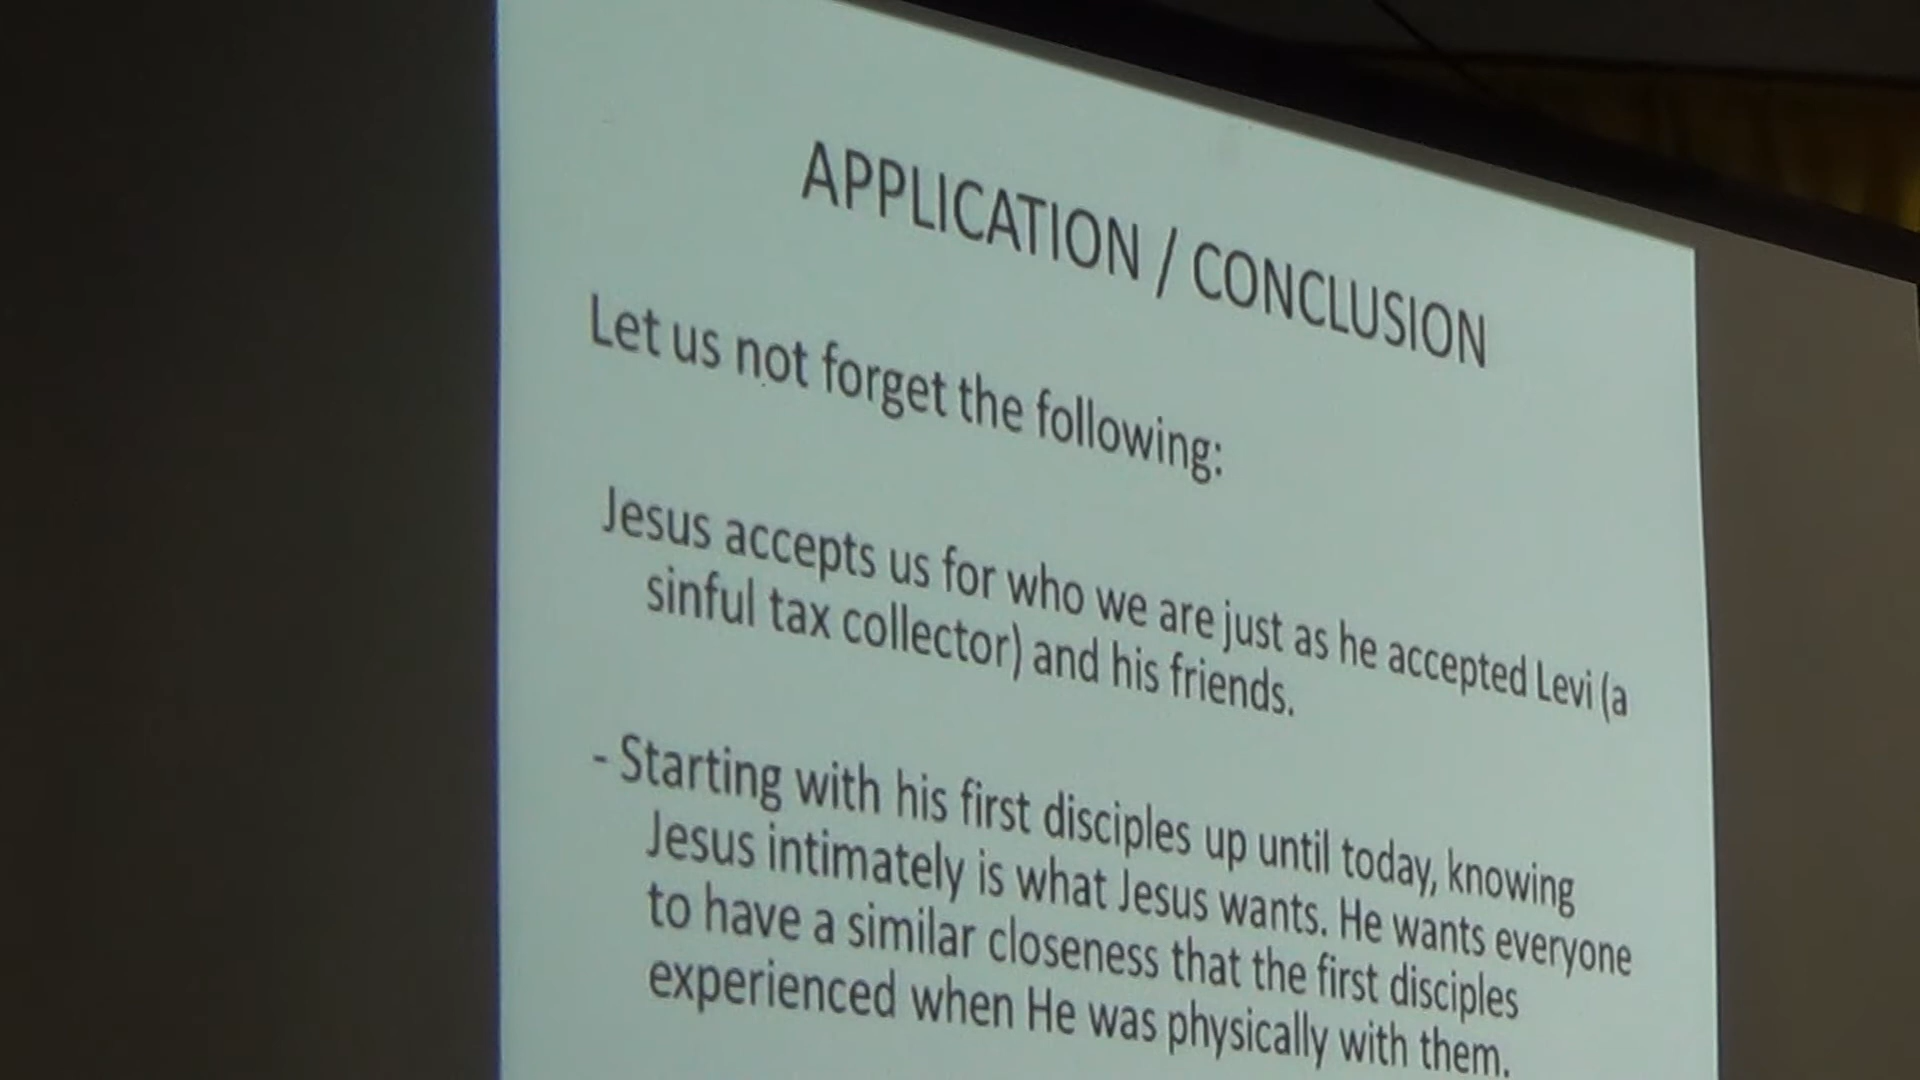 APPLICATION / CONCLUSION
Let us not forget the following:
Jesus accepts us for who we are just as he accepted Levi (a
sinful tax collector) and his friends.
- Starting with his first disciples up until today, knowing
Jesus intimately is what Jesus wants. He wants everyone
to have a similar closeness that the first disciples
experienced when He was physically with them.